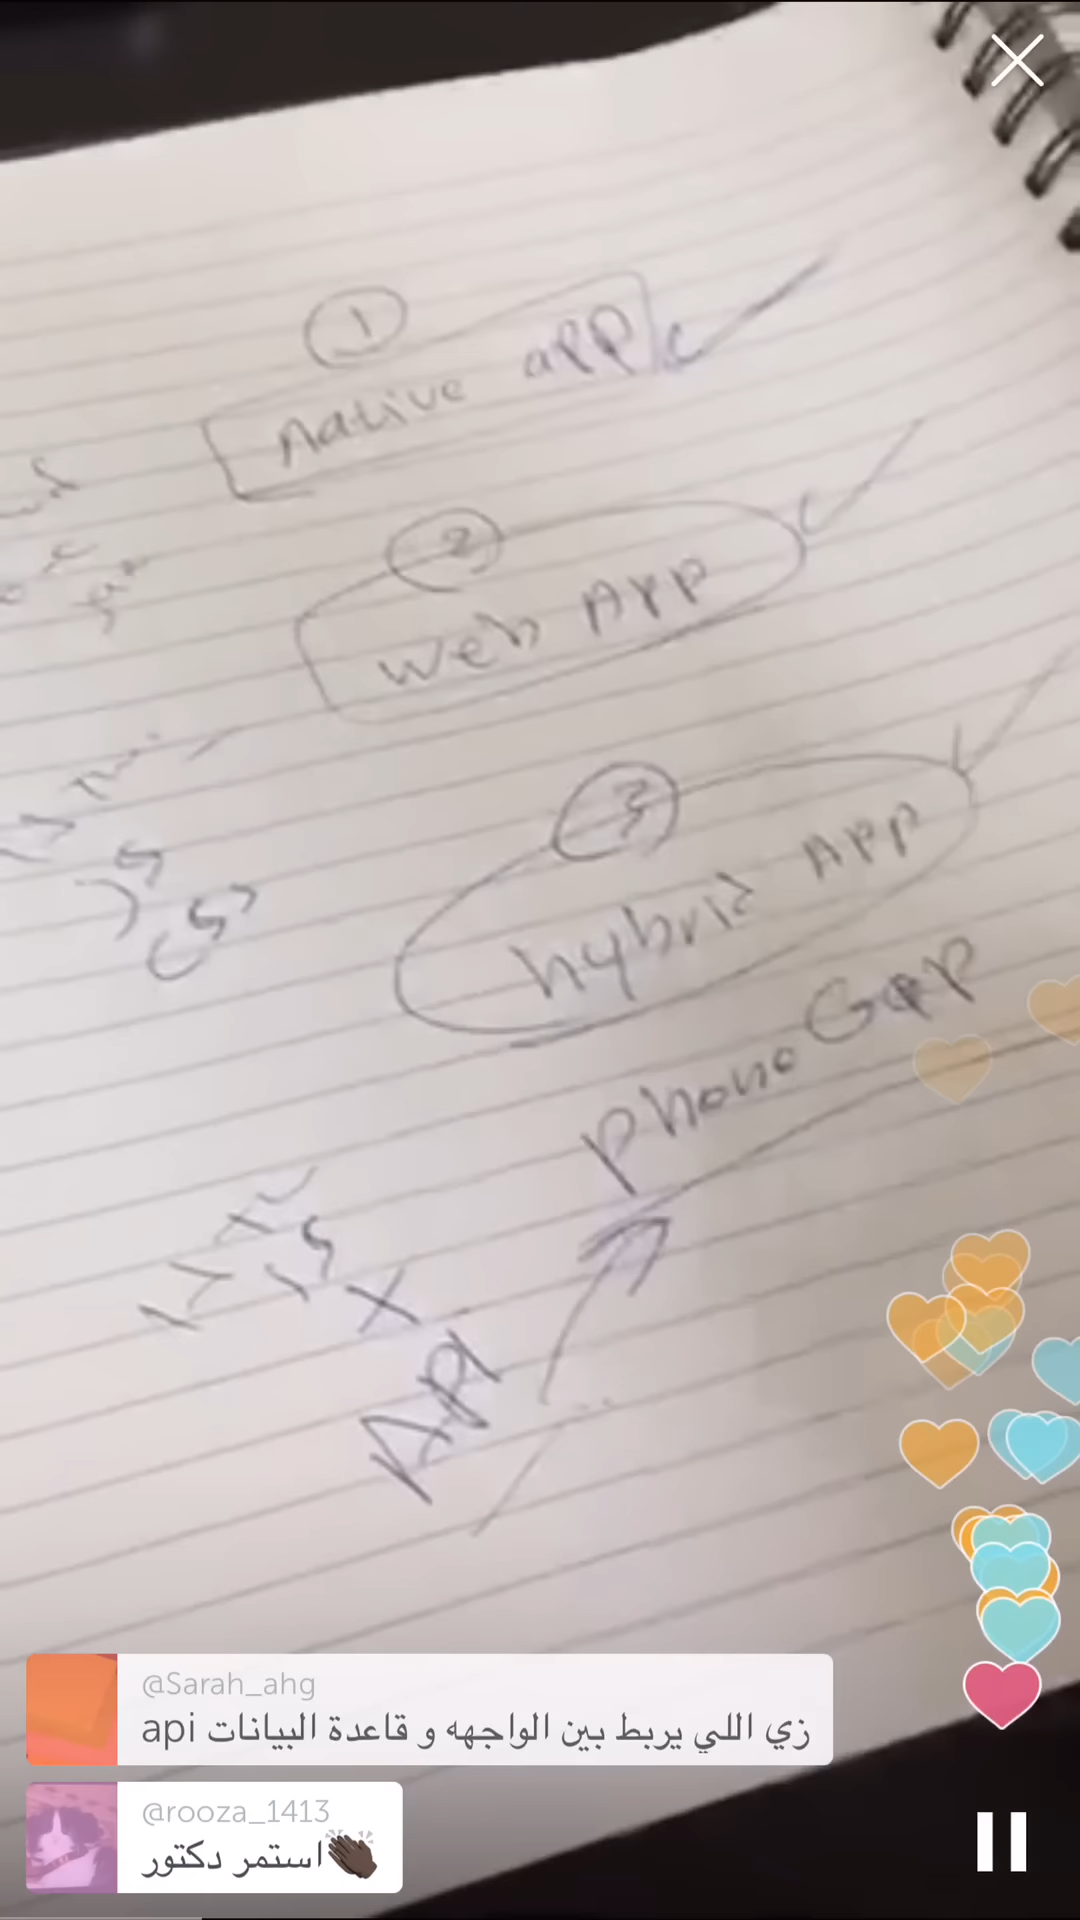 1
native app
2
web App
3
hybrid App
Phone Gap
API
@Sarah_ahg
زي اللي يربط بين الواجهه و قاعدة البيانات api
@rooza_1413
استمر دكتور👏🏿